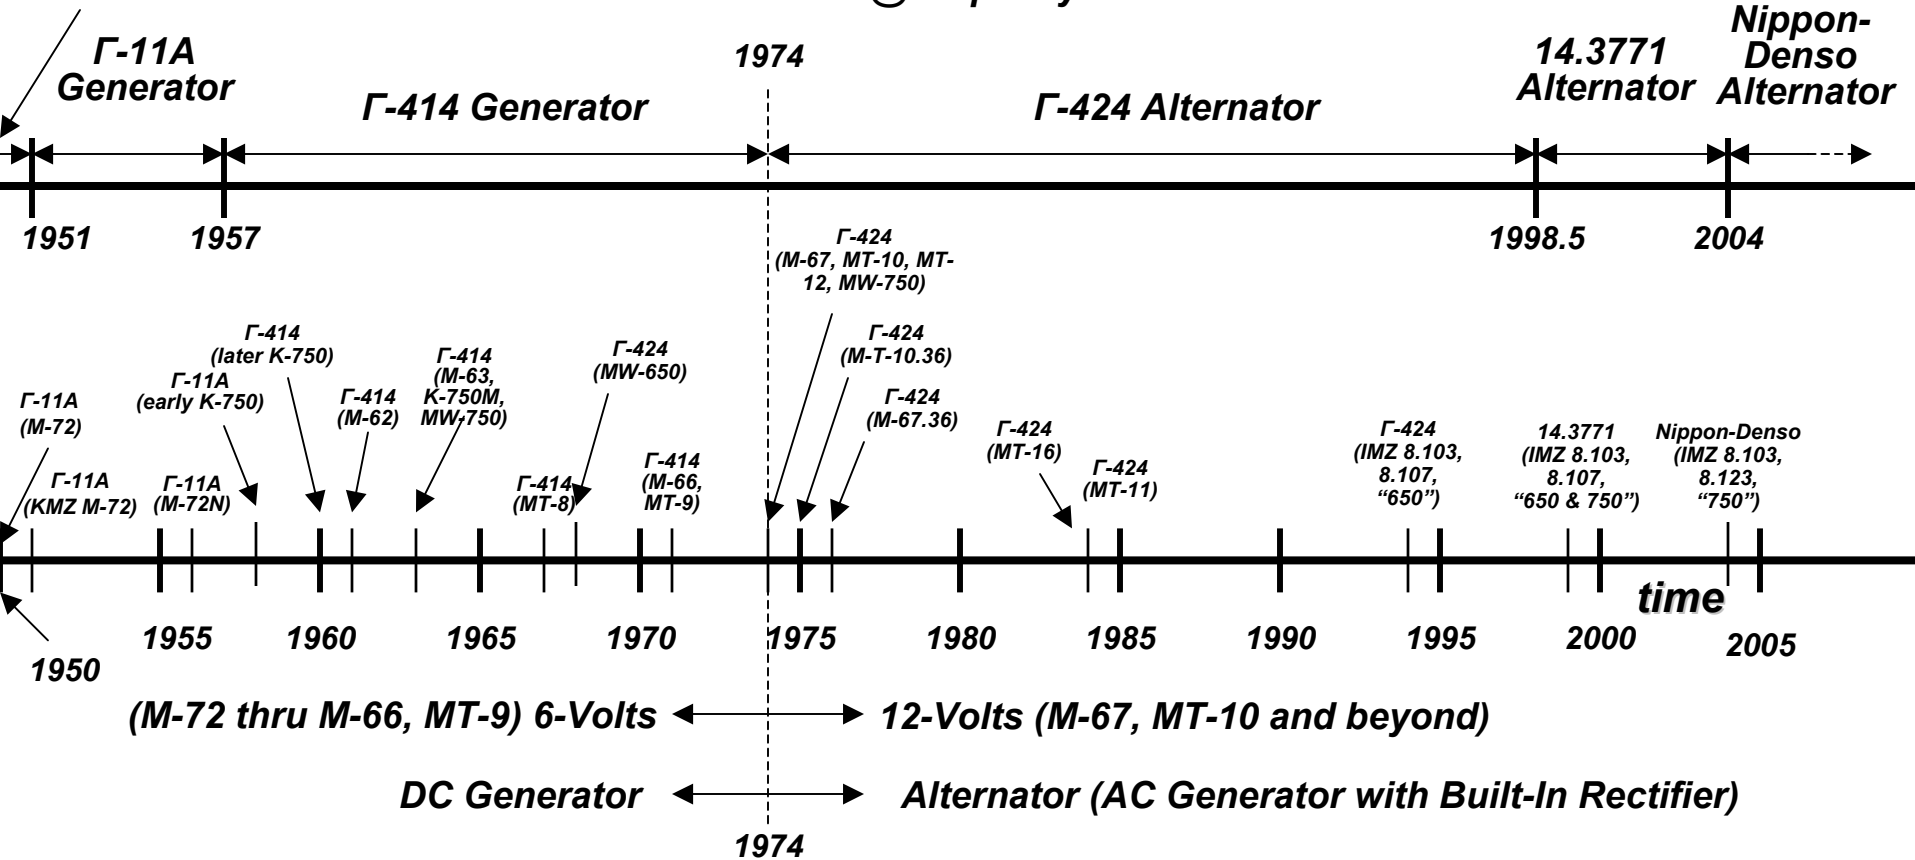 Г-11А
Generator
Г-414 Generator
1974
Г-424 Alternator
14.3771
Alternator
Nippon-
Denso
Alternator
1951
1957
1998.5
2004
Г-424
(M-67, MT-10, MT-
12, MW-750)
Г-414
(later K-750)
Г-11А
(early K-750)
Г-414
(M-62)
Г-414
(M-63,
K-750M,
MW-750)
Г-424
(MW-650)
Г-424
(M-T-10.36)
Г-424
(M-67.36)
Г-11А
(M-72)
Г-11А
(KMZ M-72)
Г-11А
(M-72N)
Г-414
(MT-8)
Г-414
(M-66,
MT-9)
Г-424
(MT-16)
Г-424
(MT-11)
Г-424
(IMZ 8.103,
8.107,
“650”)
14.3771
(IMZ 8.103,
8.107,
“650 & 750”)
Nippon-Denso
(IMZ 8.103,
8.123,
“750”)
time
1950
1955
1960
1965
1970
1975
1980
1985
1990
1995
2000
2005
(M-72 thru M-66, MT-9) 6-Volts
12-Volts (M-67, MT-10 and beyond)
DC Generator
Alternator (AC Generator with Built-In Rectifier)
1974